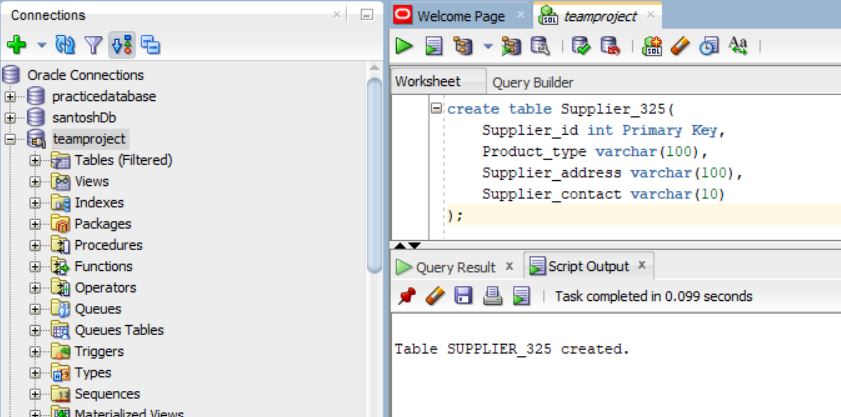 Connections
Oracle Connections
practicedatabase
santoshDb
teamproject
Tables (Filtered)
Views
Indexes
Packages
Procedures
Functions
Operators
Queues
Queues Tables
Triggers
Types
Sequences
Materialized Views
Welcome Page
teamproject
Worksheet
Query Builder
create table Supplier_325(
Supplier_id int Primary Key,
Product_type varchar(100),
Supplier_address varchar(100),
Supplier_contact varchar(10)
);
Query Result x
Script Output x
Task completed in 0.099 seconds
Table SUPPLIER_325 created.